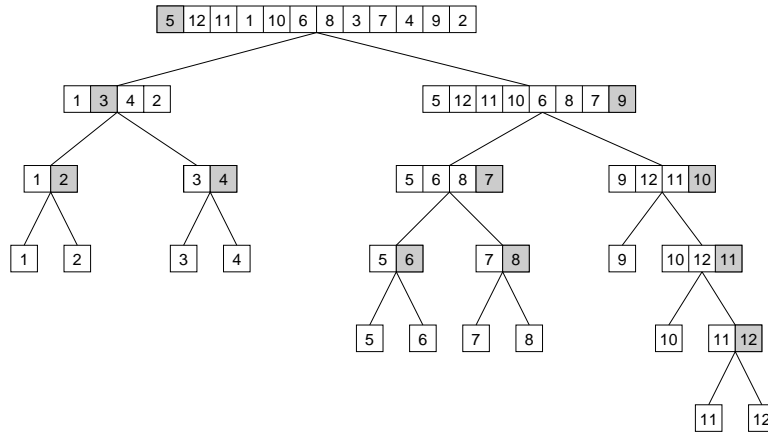 5 12 11 1 10 6 8 3 7 4 9 2
1 3 4 2 5 12 11 10 6 8 7 9
1 2 3 4 5 6 8 7 9 12 11 10
1 2 3 4 5 6 7 8 9 10 12 11
5 6 7 8 10 11 12
11 12